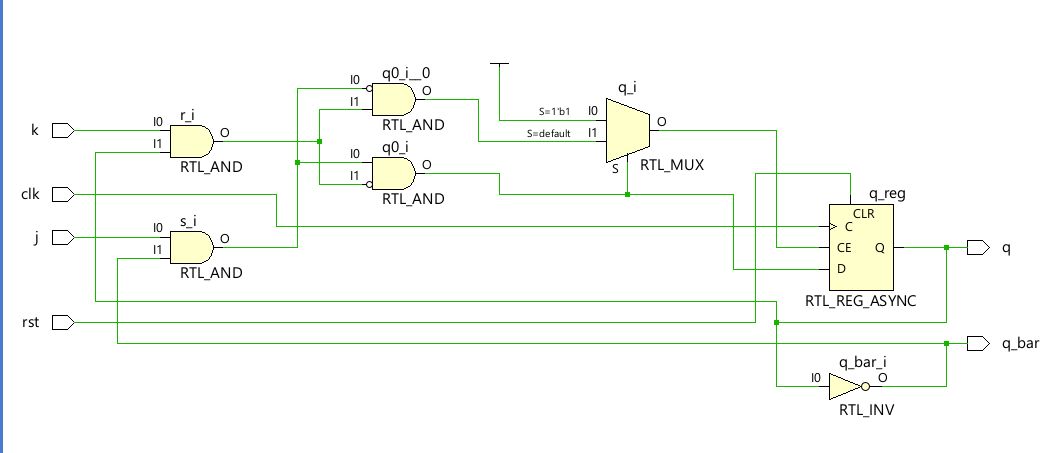 q0_i__0
I0 O
I1
RTL_AND
r_i
k I0 O
I1
RTL_AND
q0_i
I0 O
I1
RTL_AND
q_i
S=1'b1 I0 O
S=default I1
S RTL_MUX
clk
s_i
j I0 O
I1
RTL_AND
q_reg
CLR
C
CE Q q
D
RTL_REG_ASYNC
rst
q_bar
q_bar_i
I0 O
RTL_INV